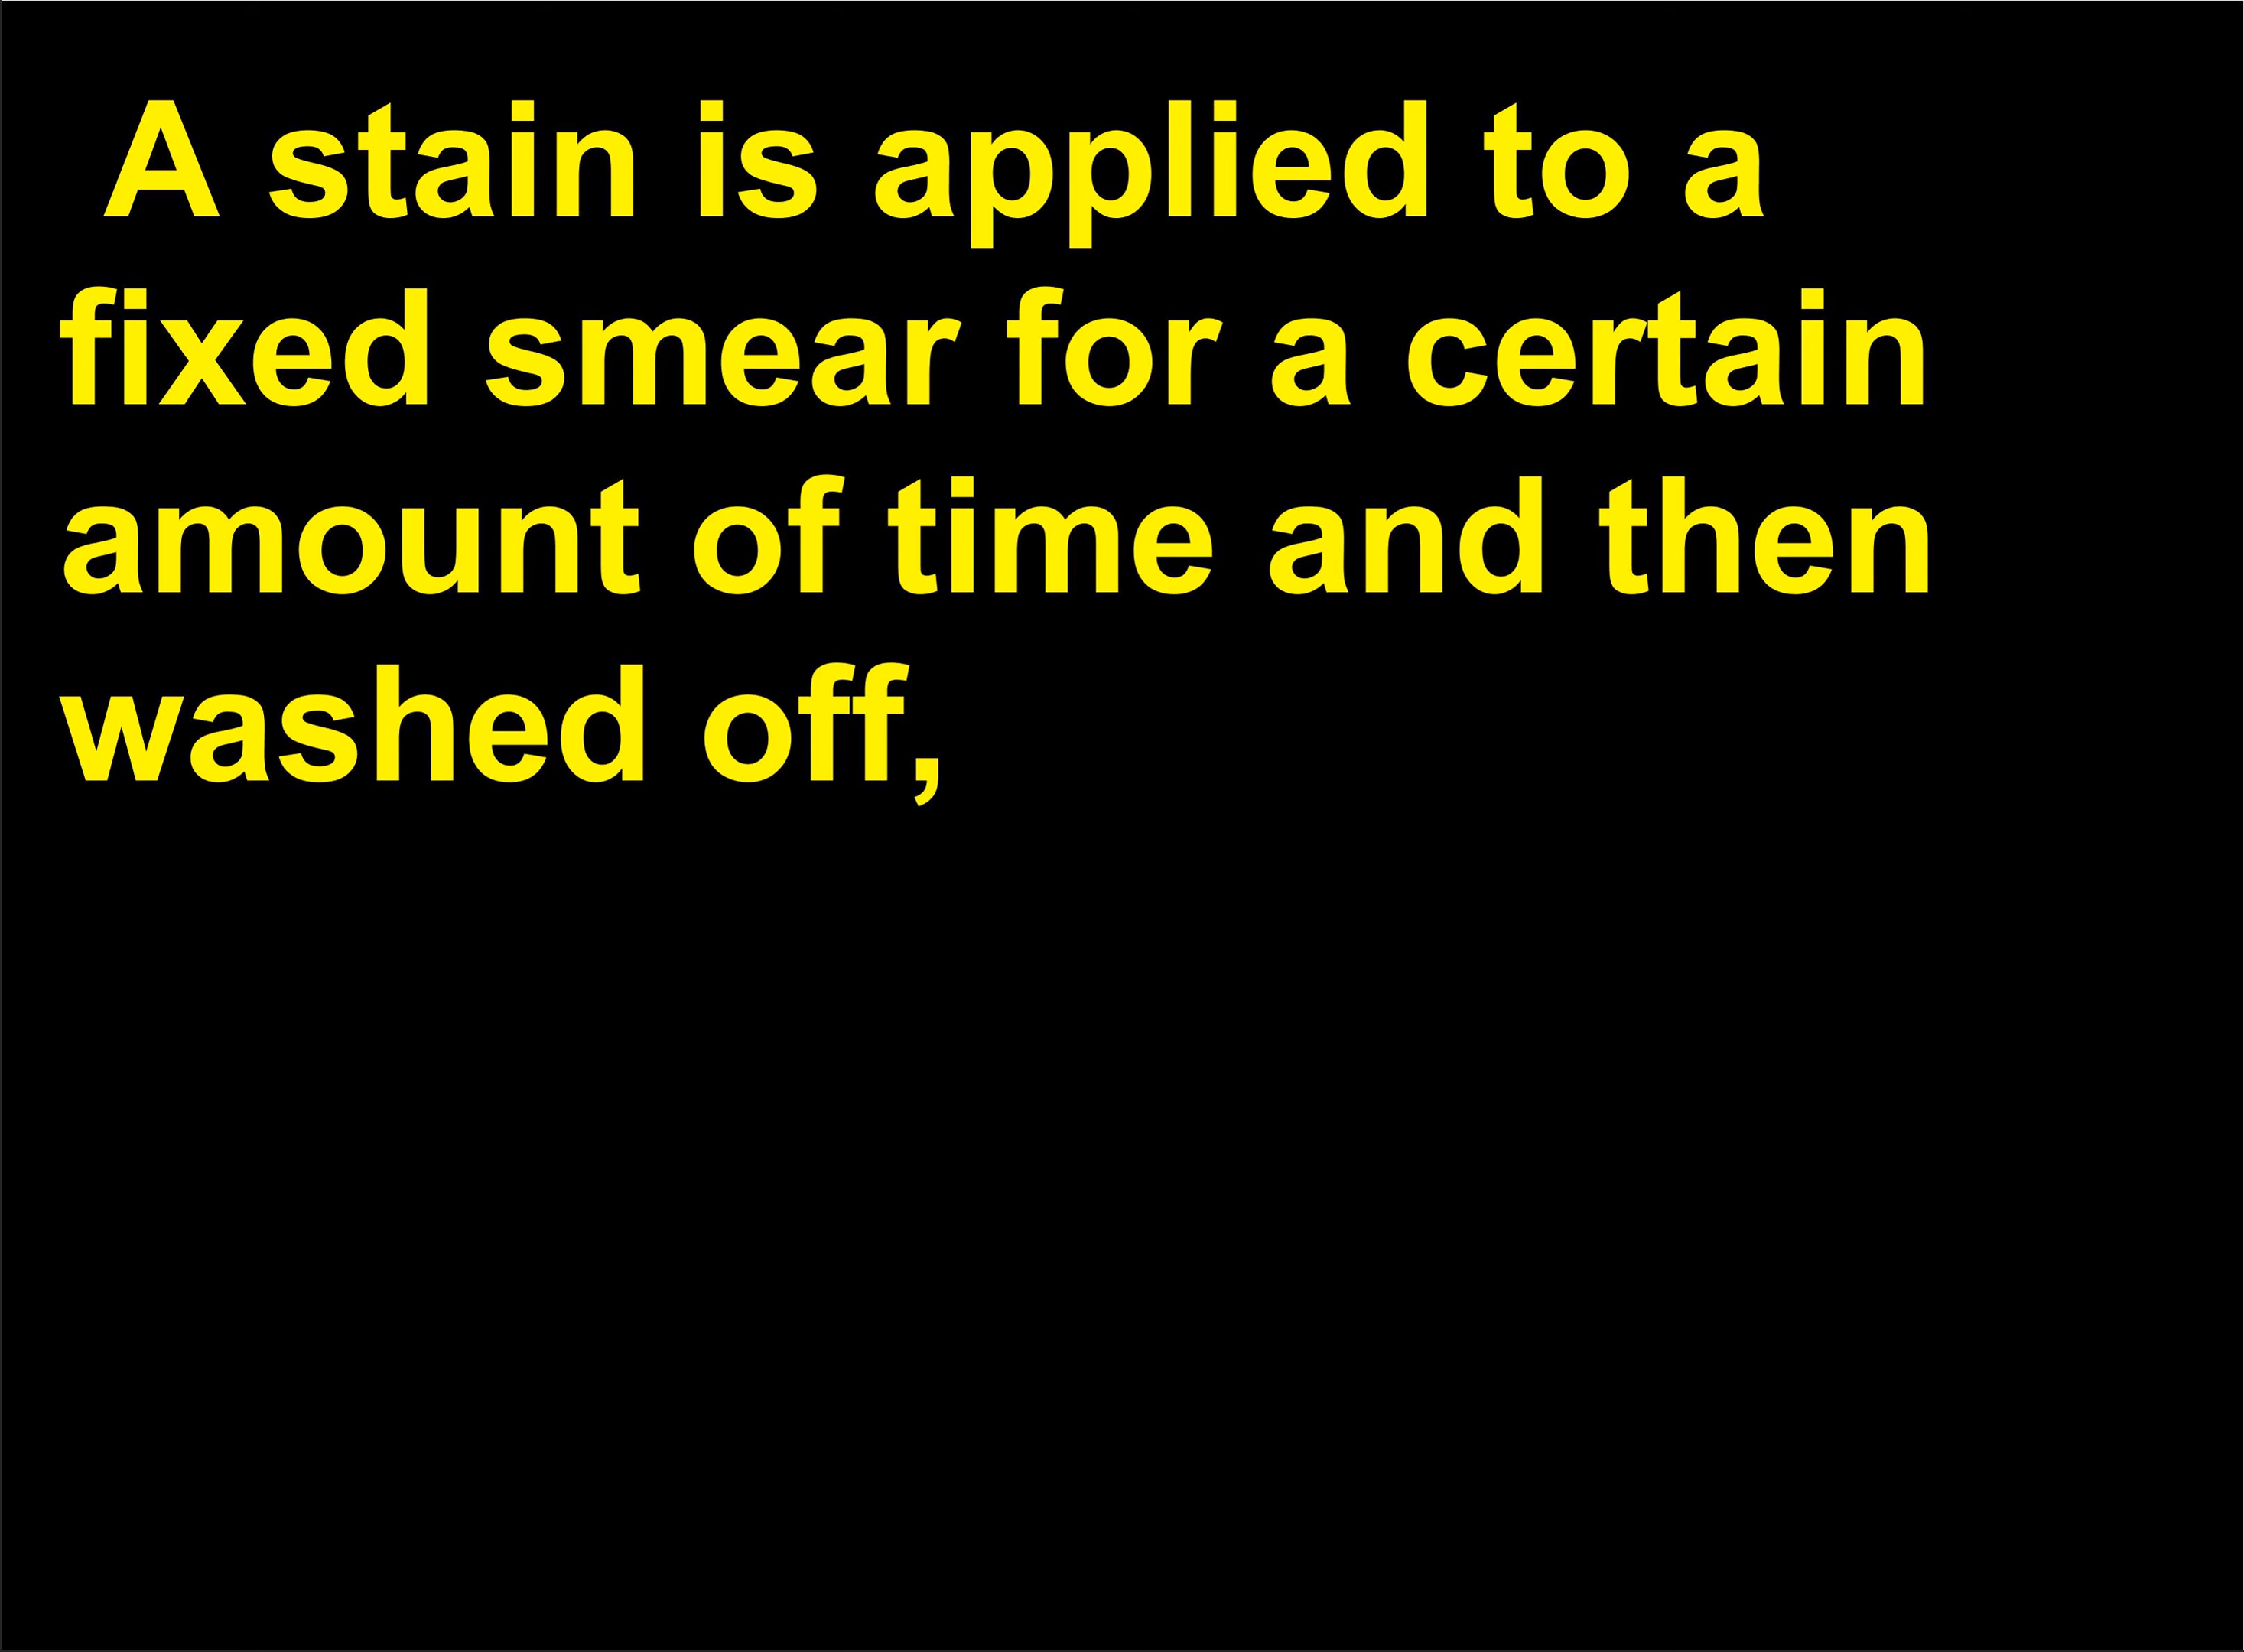 A stain is applied to a
fixed smear for a certain
amount of time and then
washed off,